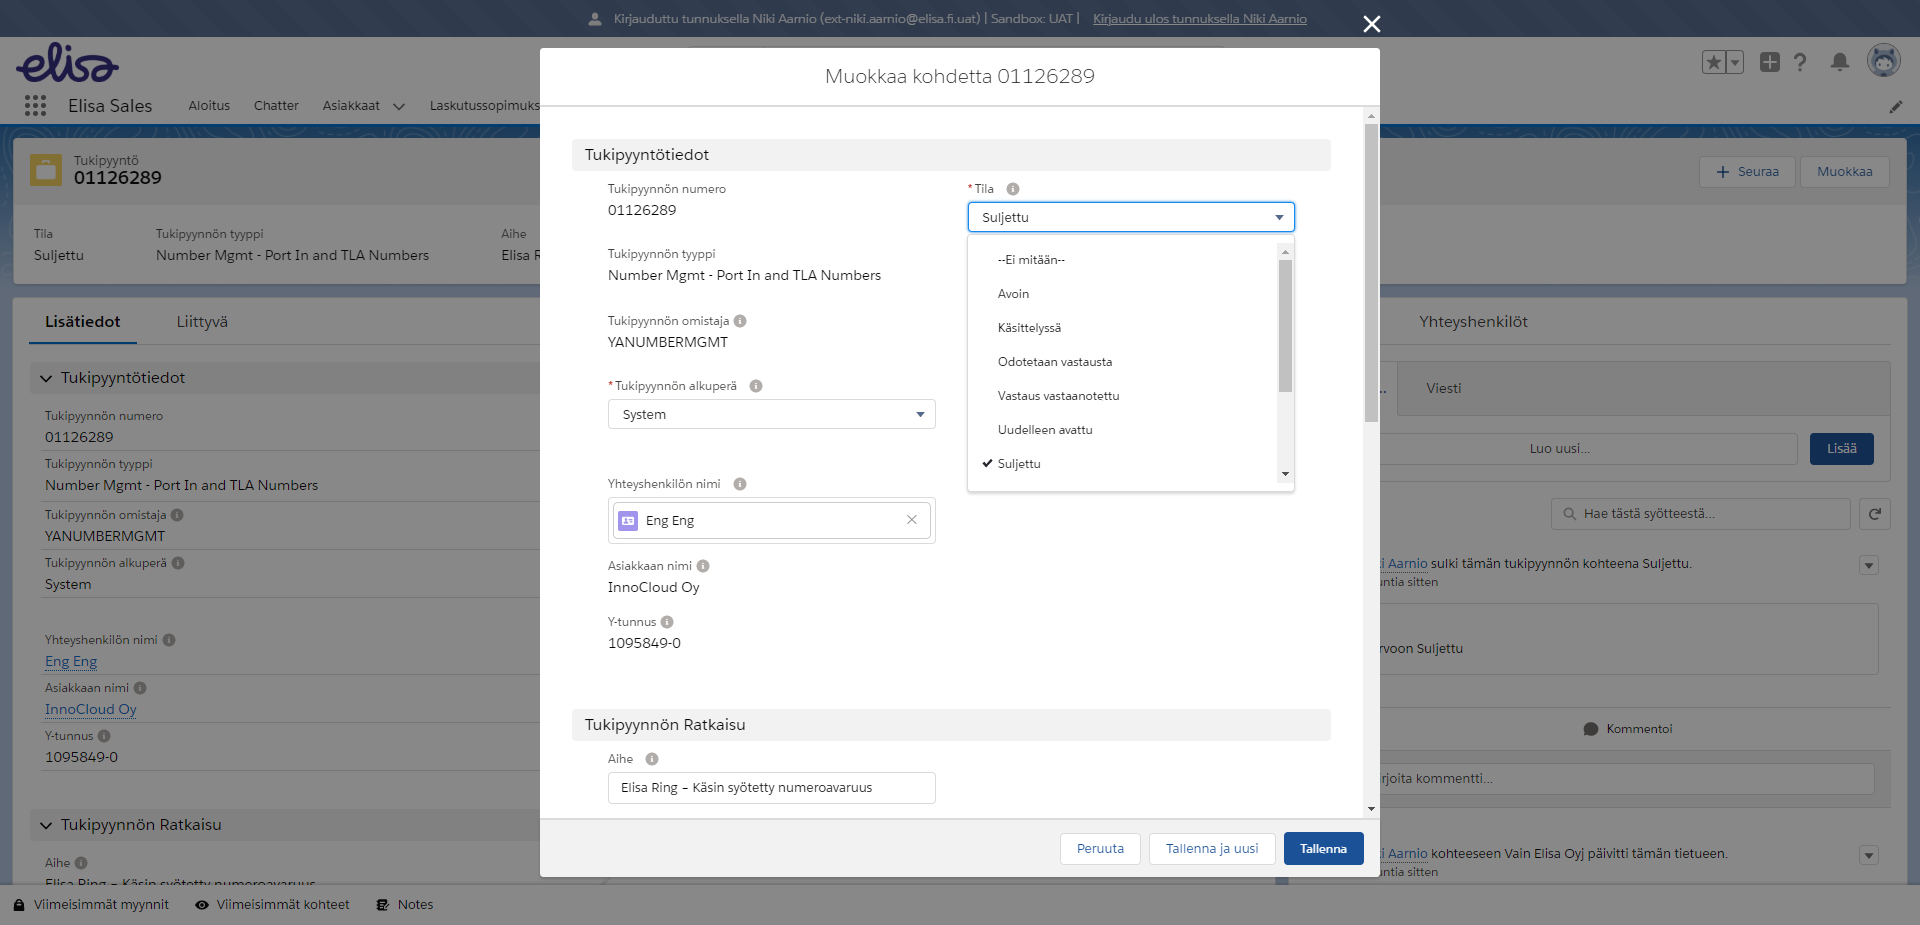 Kirjauduttu tunnuksella Niki Aarnio (ext-niki.aarnio@elisa.fi.uat) | Sandbox: UAT | Kirjaudu ulos tunnuksella Niki Aarnio
elisa
Elisa Sales
Aloitus
Chatter
Asiakkaat
Laskutussopimuks
Tukipyyntö
01126289
Seuraa
Muokkaa
Tila
Suljettu
Tukipyynnön tyyppi
Number Mgmt - Port In and TLA Numbers
Aihe
Elisa R
Lisätiedot
Liittyvä
Tukipyyntötiedot
Tukipyynnön numero
01126289
Tukipyynnön tyyppi
Number Mgmt - Port In and TLA Numbers
Tukipyynnön omistaja
YANUMBERMGMT
Tukipyynnön alkuperä
System
Yhteyshenkilön nimi
Eng Eng
Asiakkaan nimi
InnoCloud Oy
Y-tunnus
1095849-0
Tukipyynnön Ratkaisu
Aihe
Elisa Ring – Käsin syötetty numeroavaruus
Muokkaa kohdetta 01126289
Tukipyyntötiedot
Tukipyynnön numero
01126289
Tukipyynnön tyyppi
Number Mgmt - Port In and TLA Numbers
Tukipyynnön omistaja
YANUMBERMGMT
*Tukipyynnön alkuperä
System
Yhteyshenkilön nimi
Eng Eng
Asiakkaan nimi
InnoCloud Oy
Y-tunnus
1095849-0
*Tila
Suljettu
--Ei mitään--
Avoin
Käsittelyssä
Odotetaan vastausta
Vastaus vastaanotettu
Uudelleen avattu
Suljettu
Tukipyynnön Ratkaisu
Aihe
Elisa Ring – Käsin syötetty numeroavaruus
Peruuta
Tallenna ja uusi
Tallenna
Yhteyshenkilöt
...
Viesti
Luo uusi...
Lisää
Hae tästä syötteestä...
ki Aarnio sulki tämän tukipyynnön kohteena Suljettu.
untia sitten
rvoon Suljettu
Kommentoi
irjoita kommentti...
ki Aarnio kohteeseen Vain Elisa Oyj päivitti tämän tietueen.
untia sitten
Viimeisimmät myynnit
Viimeisimmät kohteet
Notes